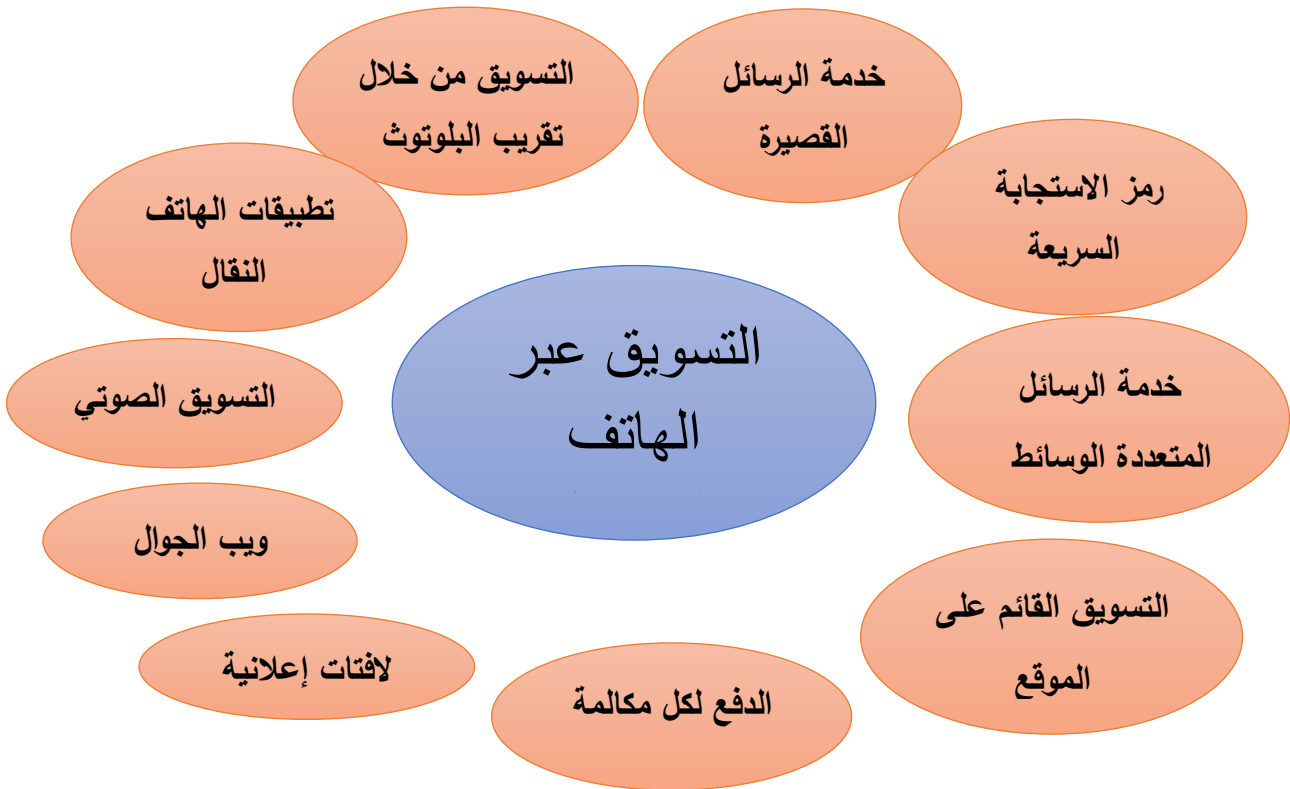 خدمة الرسائل
القصيرة
التسويق من خلال
تقريب البلوتوث
رمز الاستجابة
السريعة
تطبيقات الهاتف
النقال
التسويق عبر
الهاتف
خدمة الرسائل
المتعددة الوسائط
التسويق الصوتي
ويب الجوال
التسويق القائم على
الموقع
لافتات إعلانية
الدفع لكل مكالمة